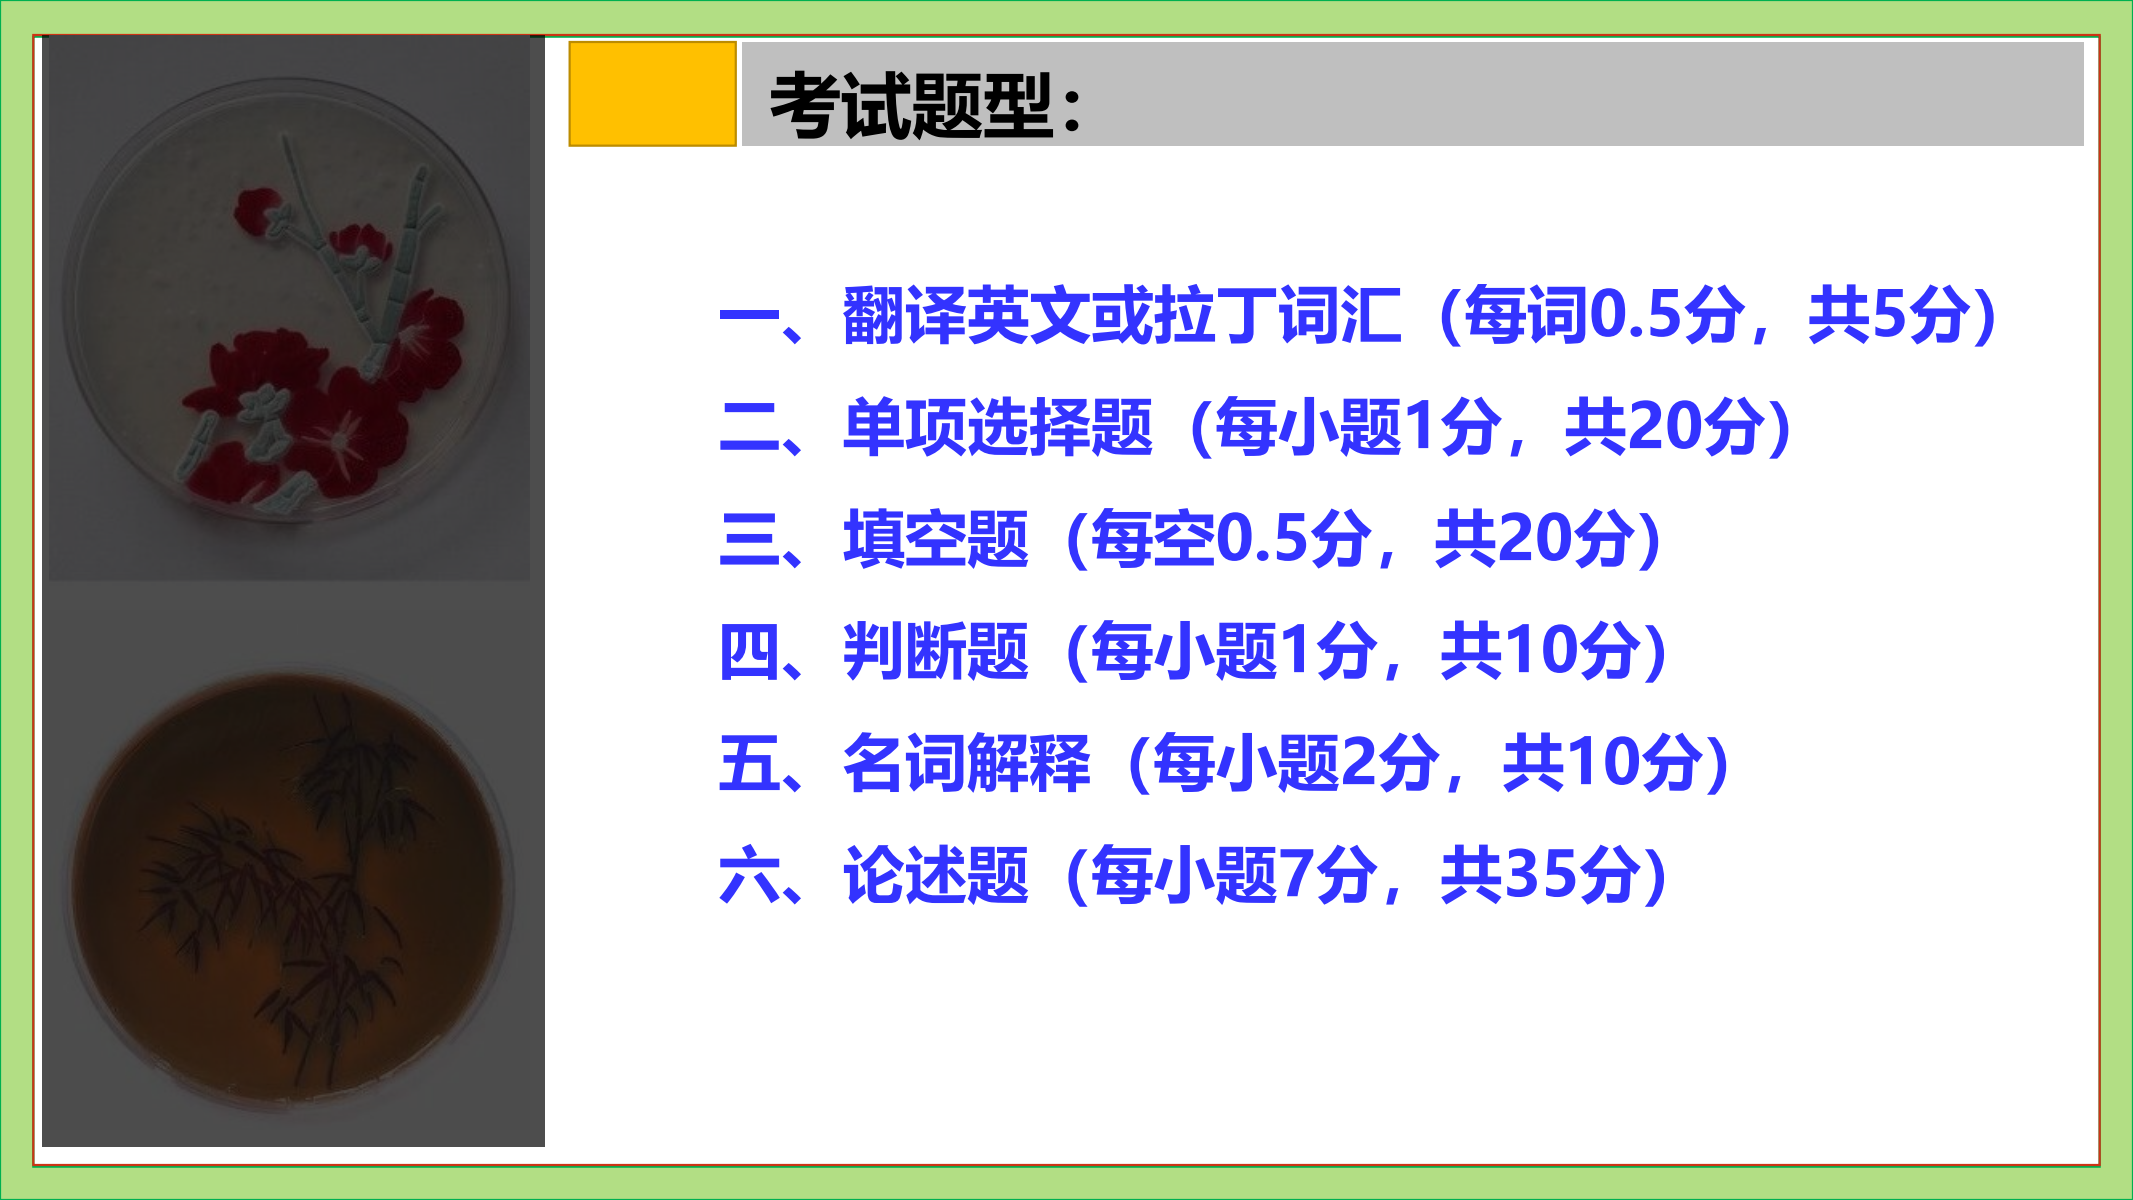 考试题型：
一、翻译英文或拉丁词汇（每词0.5分，共5分）
二、单项选择题（每小题1分，共20分）
三、填空题（每空0.5分，共20分）
四、判断题（每小题1分，共10分）
五、名词解释（每小题2分，共10分）
六、论述题（每小题7分，共35分）